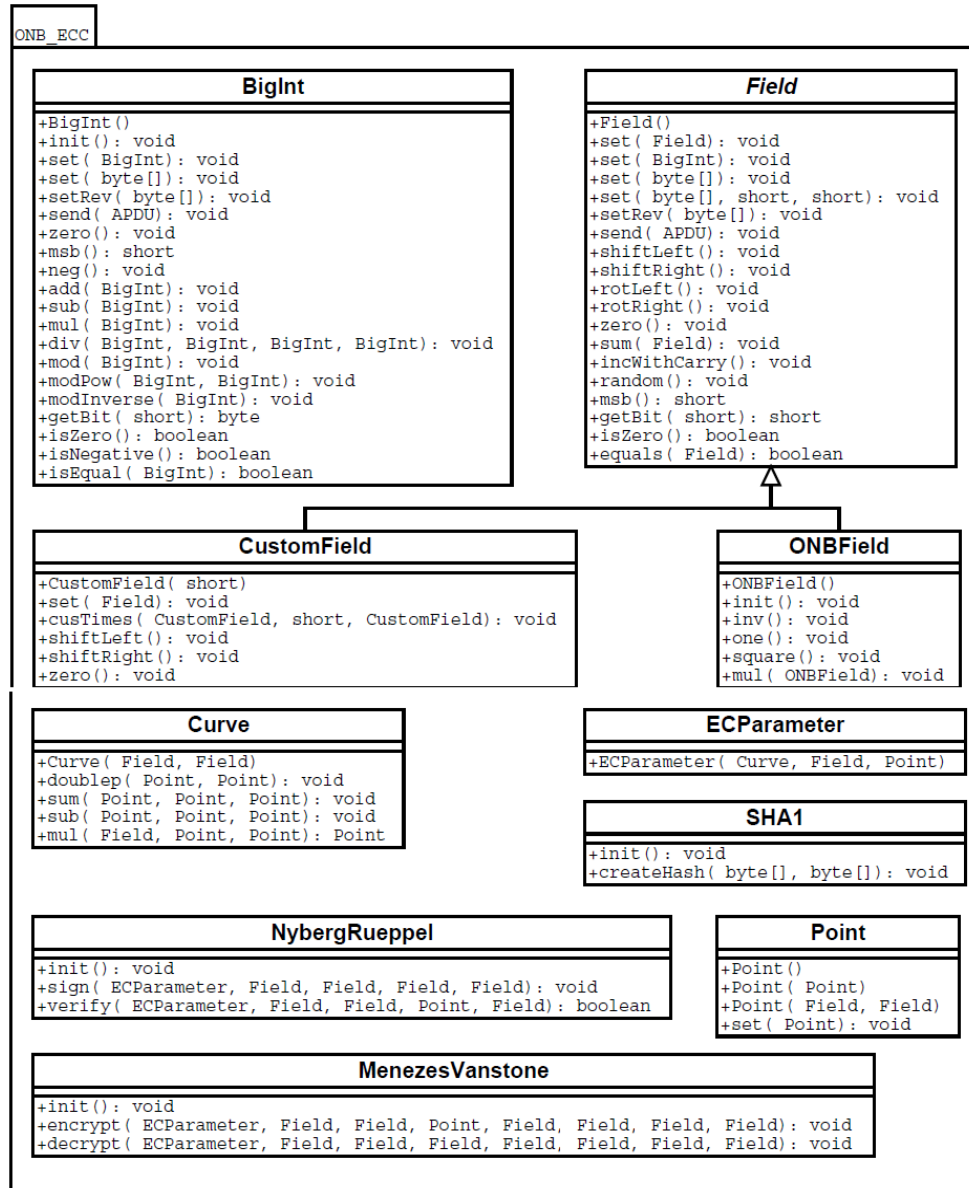 ONB_ECC
BigInt
+BigInt()
+init(): void
+set( BigInt): void
+set( byte[]): void
+setRev( byte[]): void
+send( APDU): void
+zero(): void
+msb(): short
+neg(): void
+add( BigInt): void
+sub( BigInt): void
+mul( BigInt): void
+div( BigInt, BigInt, BigInt, BigInt): void
+mod( BigInt): void
+modPow( BigInt, BigInt): void
+modInverse( BigInt): void
+getBit( short): byte
+isZero(): boolean
+isNegative(): boolean
+isEqual( BigInt): boolean
Field
+Field()
+set( Field): void
+set( BigInt): void
+set( byte[]): void
+set( byte[], short, short): void
+setRev( byte[]): void
+send( APDU): void
+shiftLeft(): void
+shiftRight(): void
+rotLeft(): void
+rotRight(): void
+zero(): void
+sum( Field): void
+incWithCarry(): void
+random(): void
+msb(): short
+getBit( short): short
+isZero(): boolean
+equals( Field): boolean
CustomField
+CustomField( short)
+set( Field): void
+cusTimes( CustomField, short, CustomField): void
+shiftLeft(): void
+shiftRight(): void
+zero(): void
ONBField
+ONBField()
+init(): void
+inv(): void
+one(): void
+square(): void
+mul( ONBField): void
Curve
+Curve( Field, Field)
+doublep( Point, Point): void
+sum( Point, Point, Point): void
+sub( Point, Point, Point): void
+mul( Field, Point, Point): Point
ECParameter
+ECParameter( Curve, Field, Point)
SHA1
+init(): void
+createHash( byte[], byte[]): void
NybergRueppel
+init(): void
+sign( ECParameter, Field, Field, Field, Field): void
+verify( ECParameter, Field, Field, Point, Field): boolean
Point
+Point()
+Point( Point)
+Point( Field, Field)
+set( Point): void
MenezesVanstone
+init(): void
+encrypt( ECParameter, Field, Field, Point, Field, Field, Field, Field): void
+decrypt( ECParameter, Field, Field, Field, Field, Field, Field, Field): void